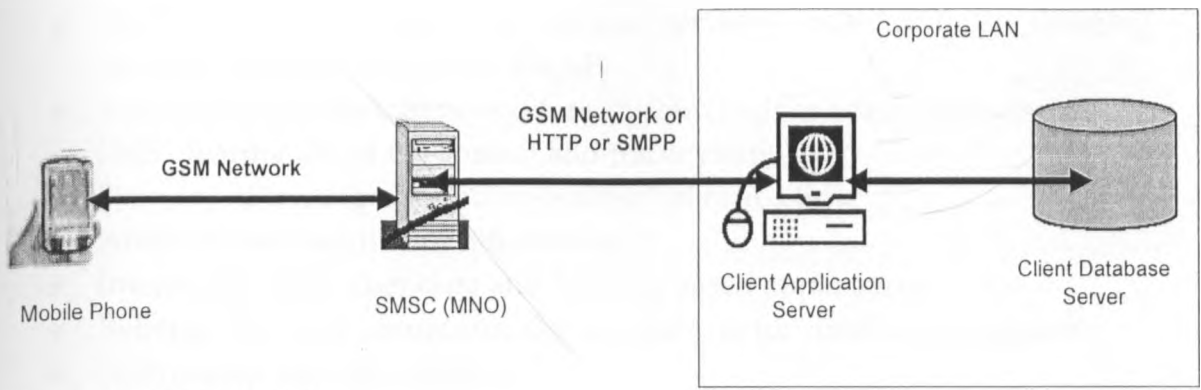 Corporate LAN
GSM Network or
HTTP or SMPP
GSM Network
Mobile Phone
SMSC (MNO)
Client Application
Server
Client Database
Server